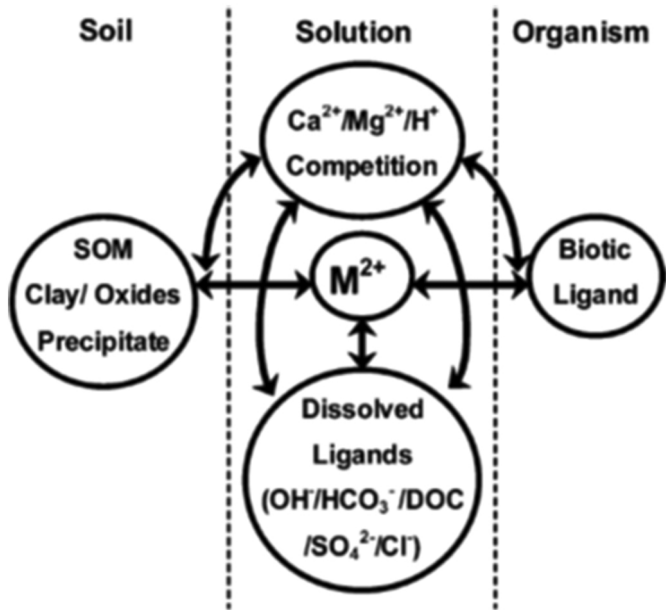 Soil
Solution
Organism
Ca²⁺/Mg²⁺/H⁺
Competition
SOM
Clay/ Oxides
Precipitate
M²⁺
Biotic
Ligand
Dissolved
Ligands
(OH⁻/HCO₃⁻/DOC
/SO₄²⁻/Cl⁻)